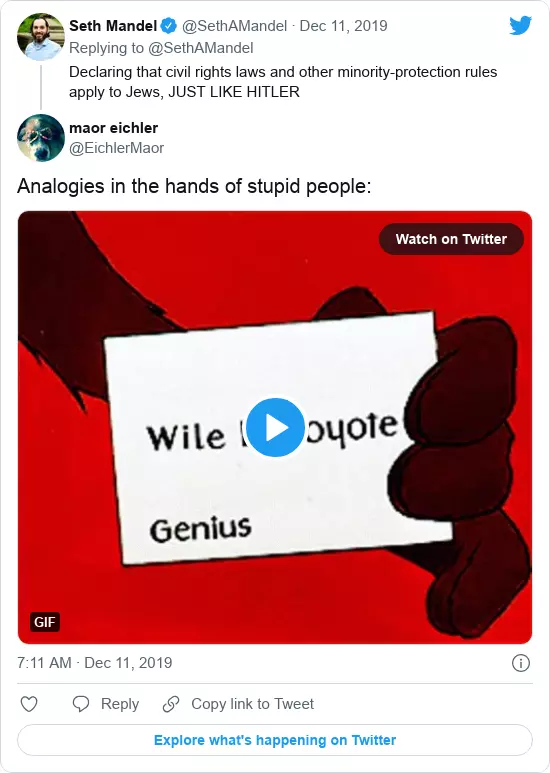 Seth Mandel @SethAMandel · Dec 11, 2019
Replying to @SethAMandel
Declaring that civil rights laws and other minority-protection rules
apply to Jews, JUST LIKE HITLER
maor eichler
@EichlerMaor
Analogies in the hands of stupid people:
Watch on Twitter
Wile oyote
Genius
GIF
7:11 AM · Dec 11, 2019
Reply Copy link to Tweet
Explore what's happening on Twitter